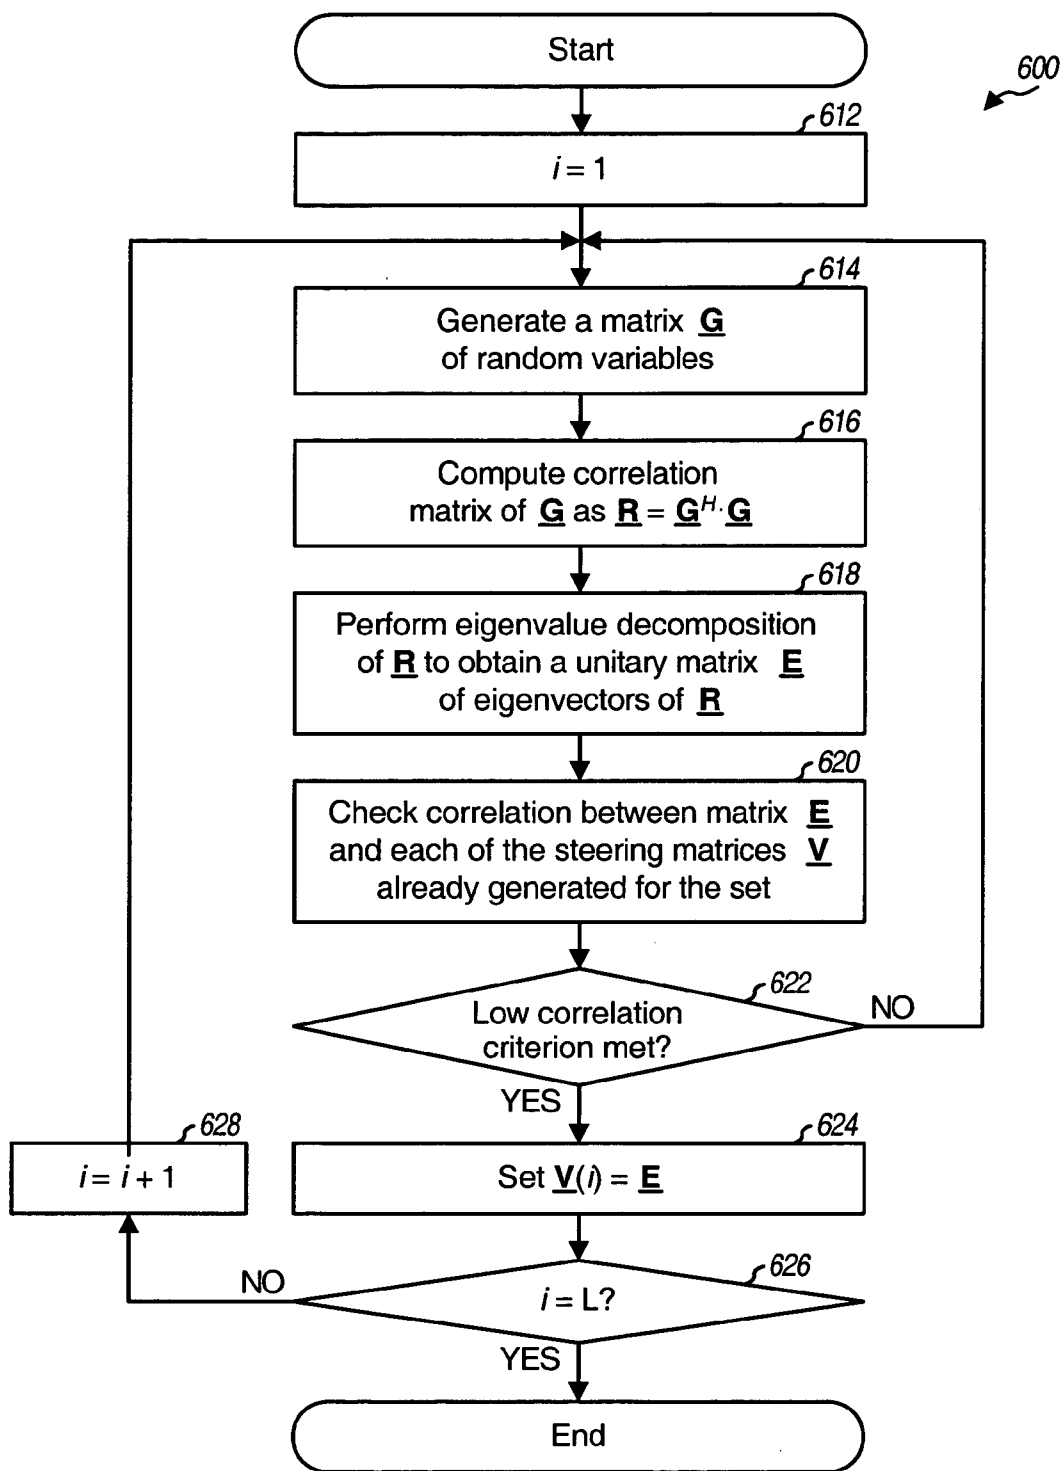 Start
600
612
i = 1
614
Generate a matrix G
of random variables
616
Compute correlation
matrix of G as R = G^H · G
618
Perform eigenvalue decomposition
of R to obtain a unitary matrix E
of eigenvectors of R
620
Check correlation between matrix E
and each of the steering matrices V
already generated for the set
622
Low correlation
criterion met?
NO
YES
628
i = i + 1
624
Set V(i) = E
626
i = L?
NO
YES
End